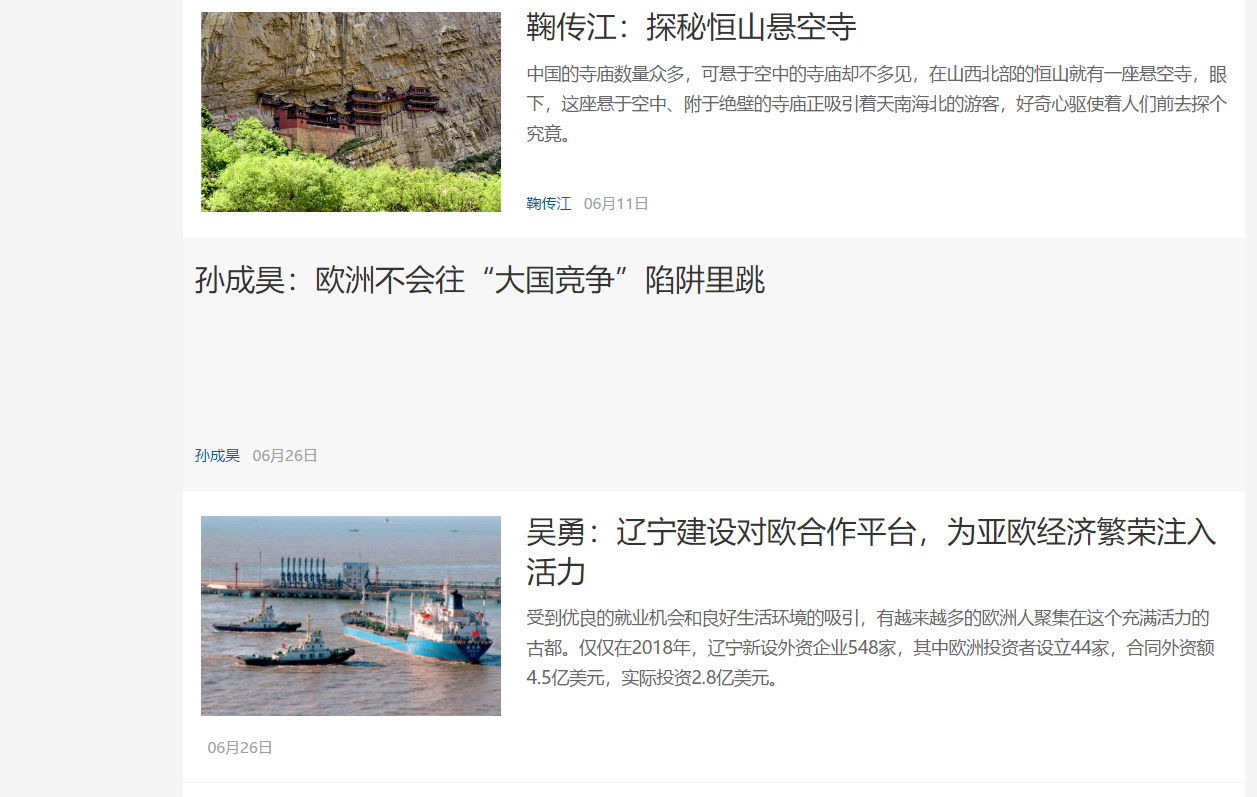 鞠传江：探秘恒山悬空寺
中国的寺庙数量众多，可悬于空中的寺庙却不多见，在山西北部的恒山就有一座悬空寺，眼
下，这座悬于空中、附于绝壁的寺庙正吸引着天南海北的游客，好奇心驱使着人们前去探个
究竟。
鞠传江 06月11日
孙成昊：欧洲不会往“大国竞争”陷阱里跳
孙成昊 06月26日
吴勇：辽宁建设对欧合作平台，为亚欧经济繁荣注入
活力
受到优良的就业机会和良好生活环境的吸引，有越来越多的欧洲人聚集在这个充满活力的
古都。仅仅在2018年，辽宁新设外资企业548家，其中欧洲投资者设立44家，合同外资额
4.5亿美元，实际投资2.8亿美元。
06月26日